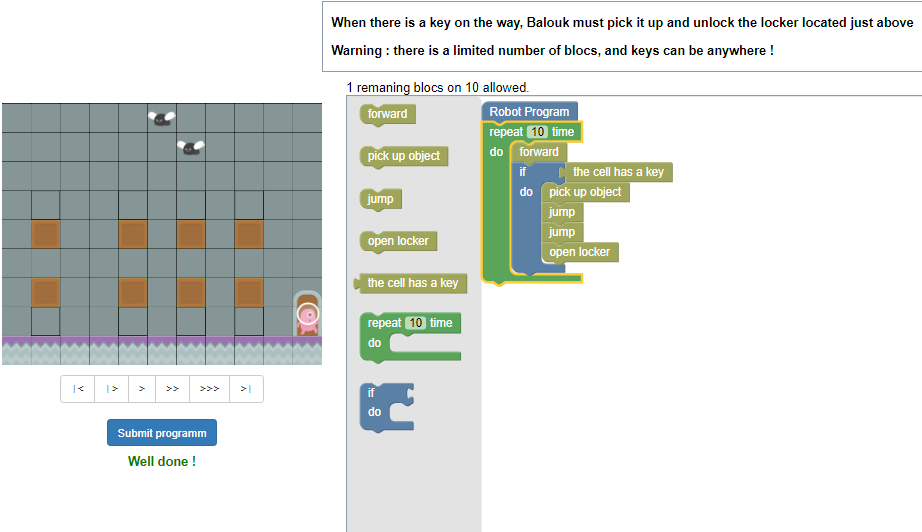 When there is a key on the way, Balouk must pick it up and unlock the locker located just above
Warning : there is a limited number of blocs, and keys can be anywhere !
1 remaning blocs on 10 allowed.
forward
pick up object
jump
open locker
the cell has a key
repeat 10 time
do
if
do
Robot Program
repeat 10 time
do forward
if the cell has a key
do pick up object
jump
jump
open locker
|< |> > >> >>> >|
Submit programm
Well done !